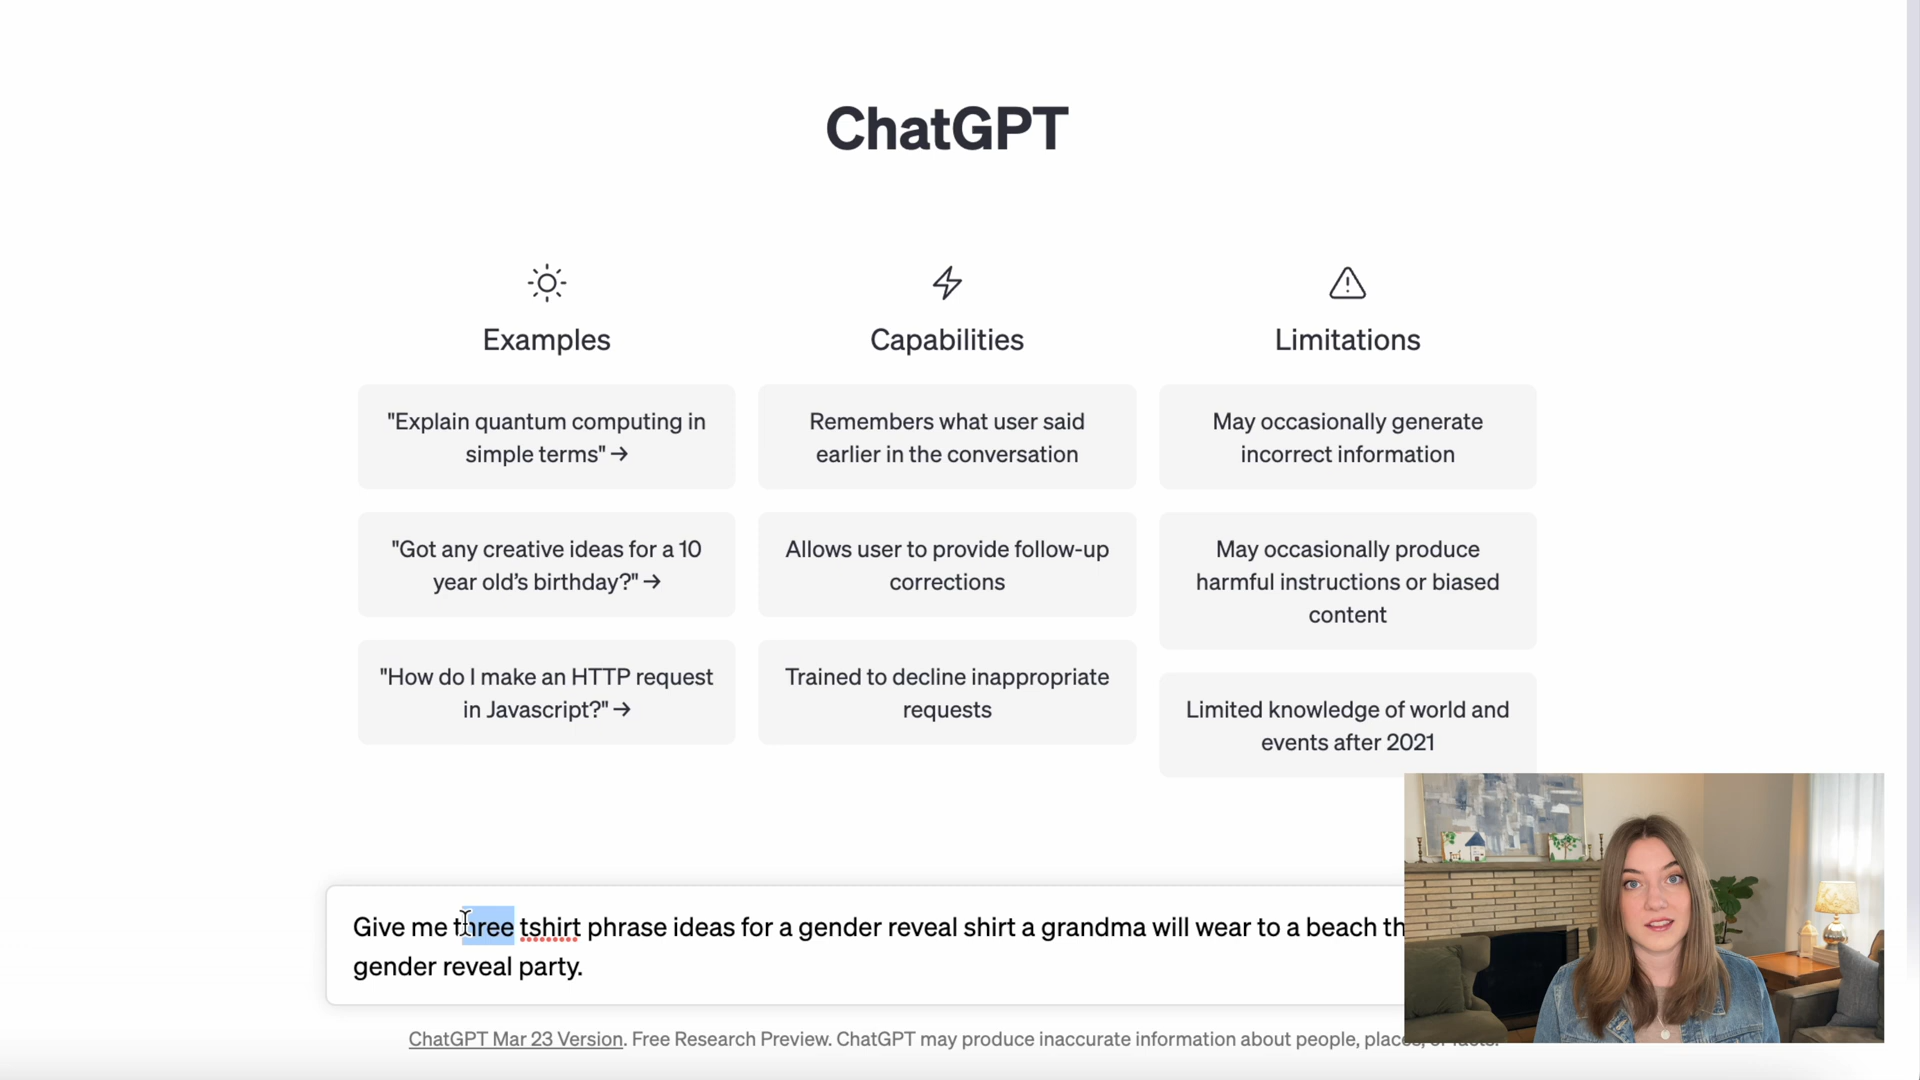 ChatGPT
Examples
Capabilities
Limitations
"Explain quantum computing in
simple terms" →
Remembers what user said
earlier in the conversation
May occasionally generate
incorrect information
"Got any creative ideas for a 10
year old's birthday?" →
Allows user to provide follow-up
corrections
May occasionally produce
harmful instructions or biased
content
"How do I make an HTTP request
in Javascript?" →
Trained to decline inappropriate
requests
Limited knowledge of world and
events after 2021
Give me three tshirt phrase ideas for a gender reveal shirt a grandma will wear to a beach
gender reveal party.
ChatGPT Mar 23 Version. Free Research Preview. ChatGPT may produce inaccurate information about people,